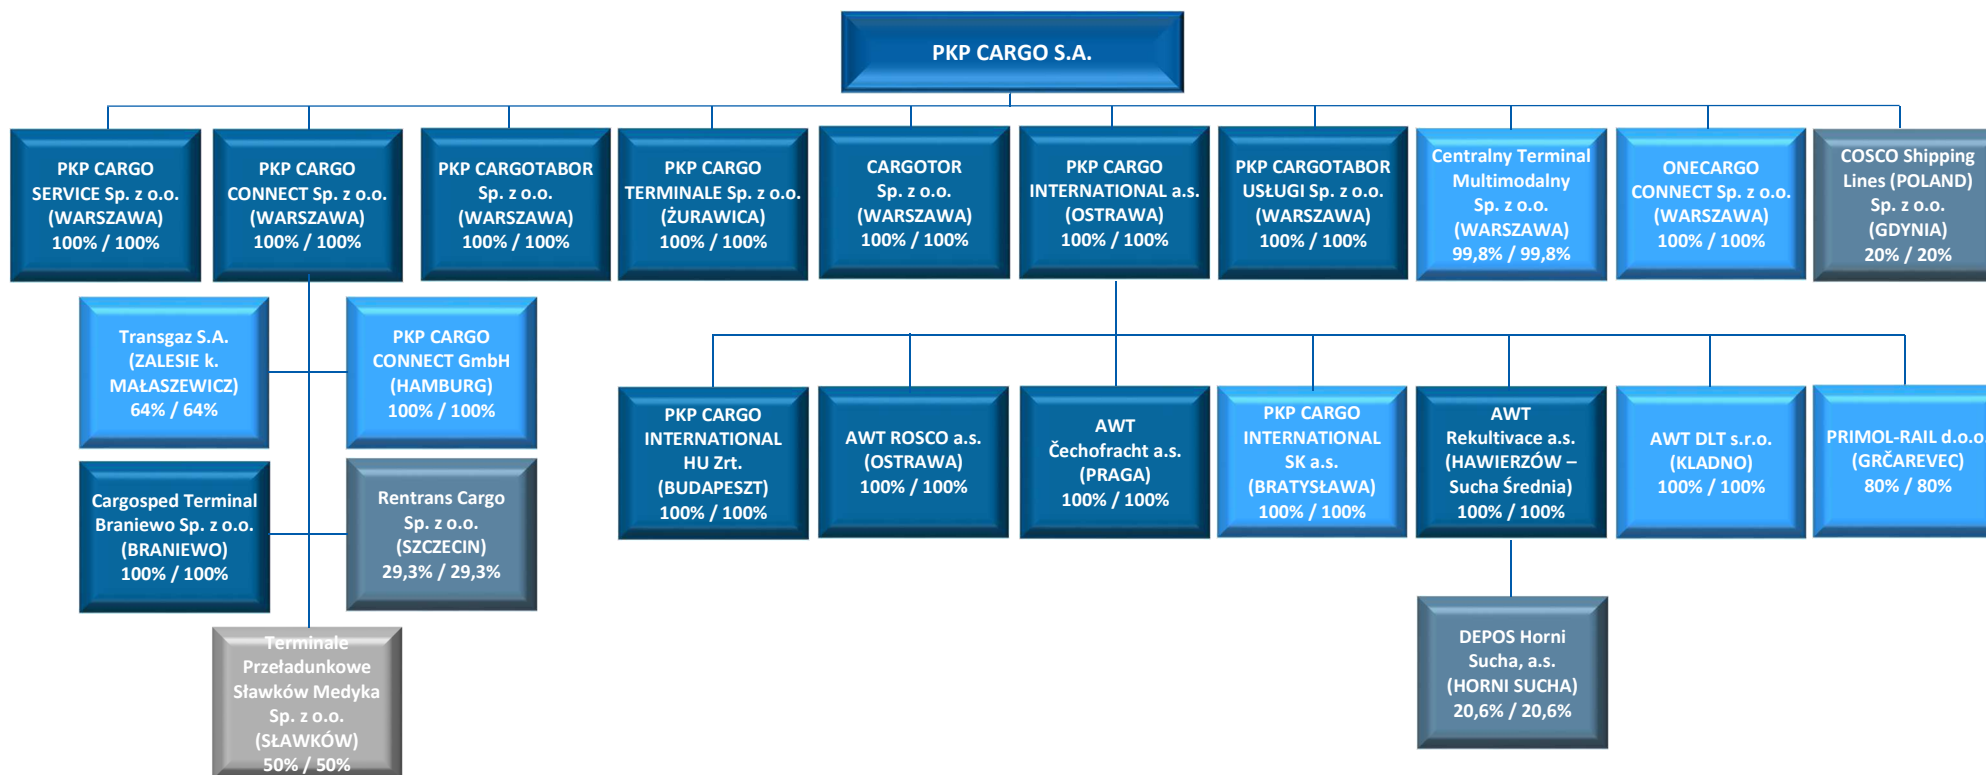 PKP CARGO S.A.
PKP CARGO
SERVICE Sp. z o.o.
(WARSZAWA)
100% / 100%
PKP CARGO
CONNECT Sp. z o.o.
(WARSZAWA)
100% / 100%
PKP CARGOTABOR
Sp. z o.o.
(WARSZAWA)
100% / 100%
PKP CARGO
TERMINALE Sp. z o.o.
(ŻURAWICA)
100% / 100%
CARGOTOR
Sp. z o.o.
(WARSZAWA)
100% / 100%
PKP CARGO
INTERNATIONAL a.s.
(OSTRAWA)
100% / 100%
PKP CARGOTABOR
USŁUGI Sp. z o.o.
(WARSZAWA)
100% / 100%
Centralny Terminal
Multimodalny
Sp. z o.o.
(WARSZAWA)
99,8% / 99,8%
ONECARGO
CONNECT Sp. z o.o.
(WARSZAWA)
100% / 100%
COSCO Shipping
Lines (POLAND)
Sp. z o.o.
(GDYNIA)
20% / 20%
Transgaz S.A.
(ZALESIE k.
MAŁASZEWICZ)
64% / 64%
PKP CARGO
CONNECT GmbH
(HAMBURG)
100% / 100%
Cargosped Terminal
Braniewo Sp. z o.o.
(BRANIEWO)
100% / 100%
Rentrans Cargo
Sp. z o.o.
(SZCZECIN)
29,3% / 29,3%
Terminale
Przeładunkowe
Sławków Medyka
Sp. z o.o.
(SŁAWKÓW)
50% / 50%
PKP CARGO
INTERNATIONAL
HU Zrt.
(BUDAPESZT)
100% / 100%
AWT ROSCO a.s.
(OSTRAWA)
100% / 100%
AWT
Čechofracht a.s.
(PRAGA)
100% / 100%
PKP CARGO
INTERNATIONAL
SK a.s.
(BRATYSŁAWA)
100% / 100%
AWT
Rekultivace a.s.
(HAWIERZÓW –
Sucha Średnia)
100% / 100%
AWT DLT s.r.o.
(KLADNO)
100% / 100%
PRIMOL-RAIL d.o.o.
(GRČAREVEC)
80% / 80%
DEPOS Horni
Sucha, a.s.
(HORNI SUCHA)
20,6% / 20,6%